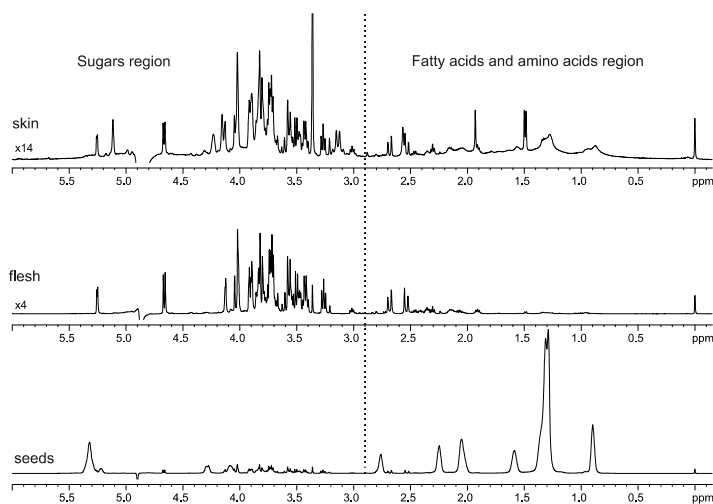 Sugars region
Fatty acids and amino acids region
skin
x14
5.5 5.0 4.5 4.0 3.5 3.0 2.5 2.0 1.5 1.0 0.5 ppm
flesh
x4
5.5 5.0 4.5 4.0 3.5 3.0 2.5 2.0 1.5 1.0 0.5 ppm
seeds
5.5 5.0 4.5 4.0 3.5 3.0 2.5 2.0 1.5 1.0 0.5 ppm